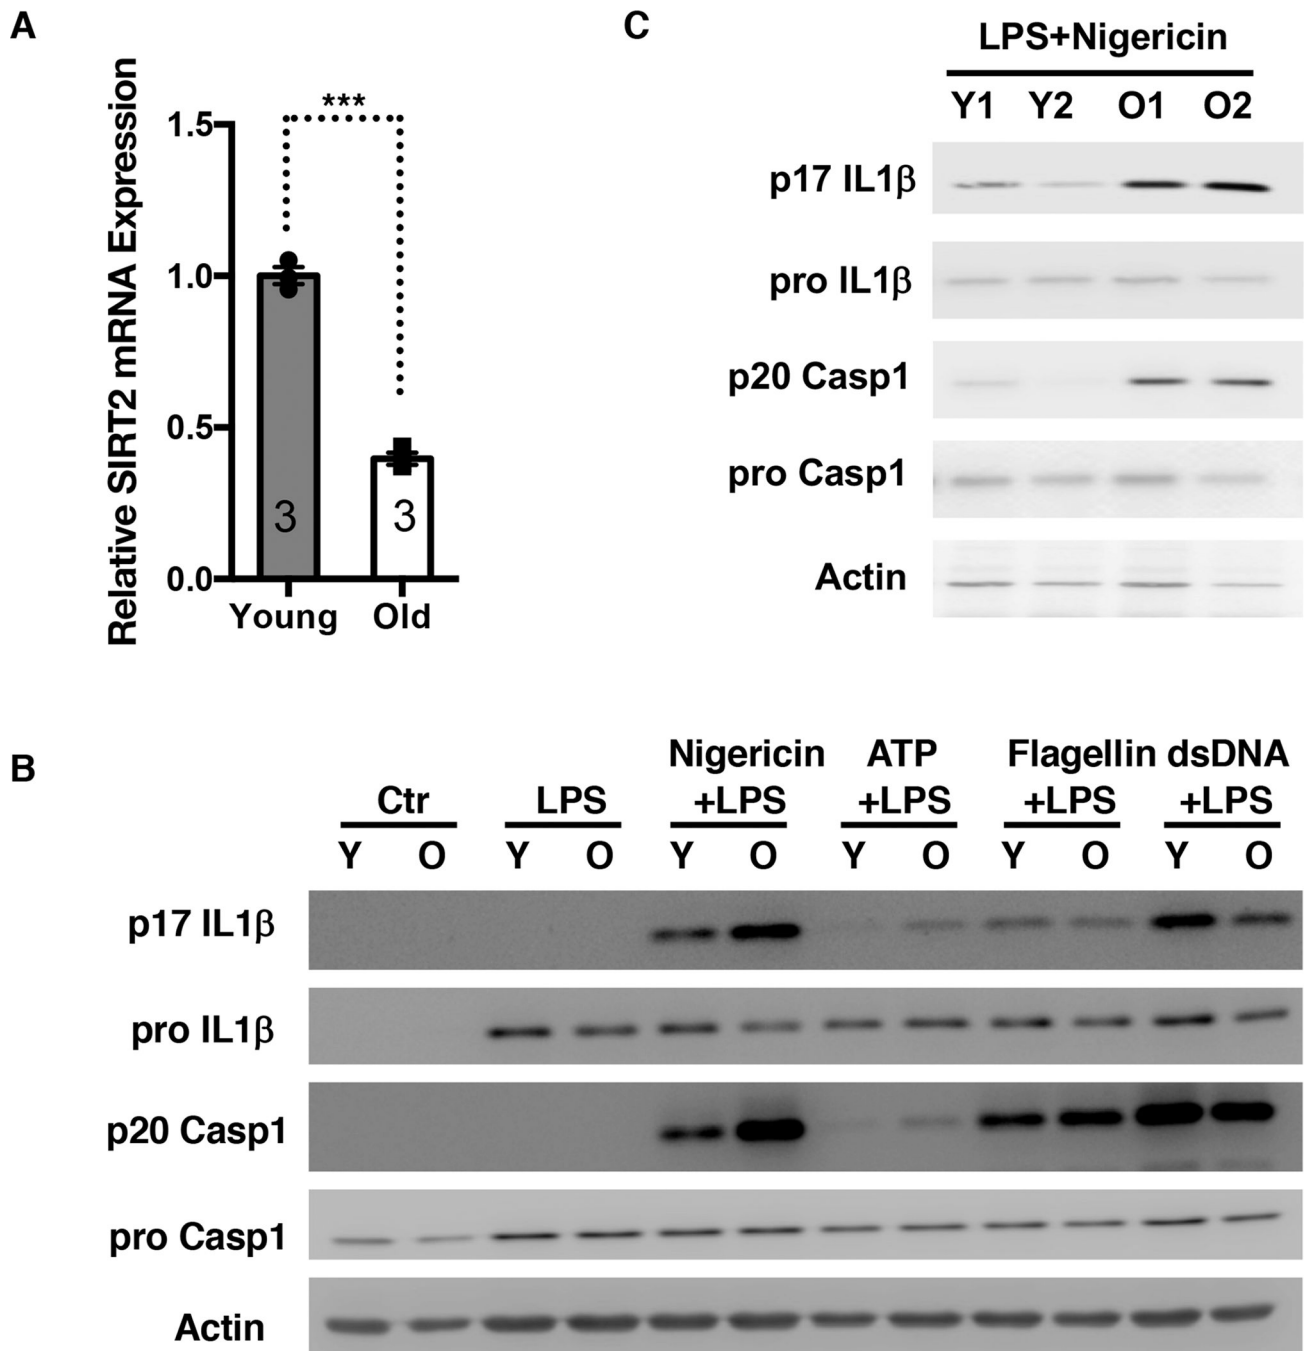 A
Relative SIRT2 mRNA Expression
1.5
1.0
0.5
0.0
***
3
3
Young
Old
C
LPS+Nigericin
Y1 Y2 O1 O2
p17 IL1β
pro IL1β
p20 Casp1
pro Casp1
Actin
B
Nigericin ATP Flagellin dsDNA
Ctr LPS +LPS +LPS +LPS +LPS
Y O Y O Y O Y O Y O Y O
p17 IL1β
pro IL1β
p20 Casp1
pro Casp1
Actin